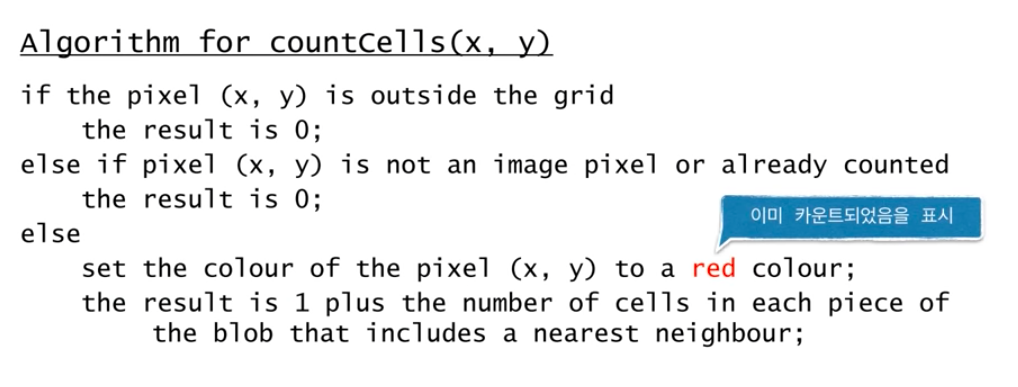 Algorithm for countCells(x, y)
if the pixel (x, y) is outside the grid
the result is 0;
else if pixel (x, y) is not an image pixel or already counted
the result is 0;
이미 카운트되었음을 표시
else
set the colour of the pixel (x, y) to a red colour;
the result is 1 plus the number of cells in each piece of
the blob that includes a nearest neighbour;